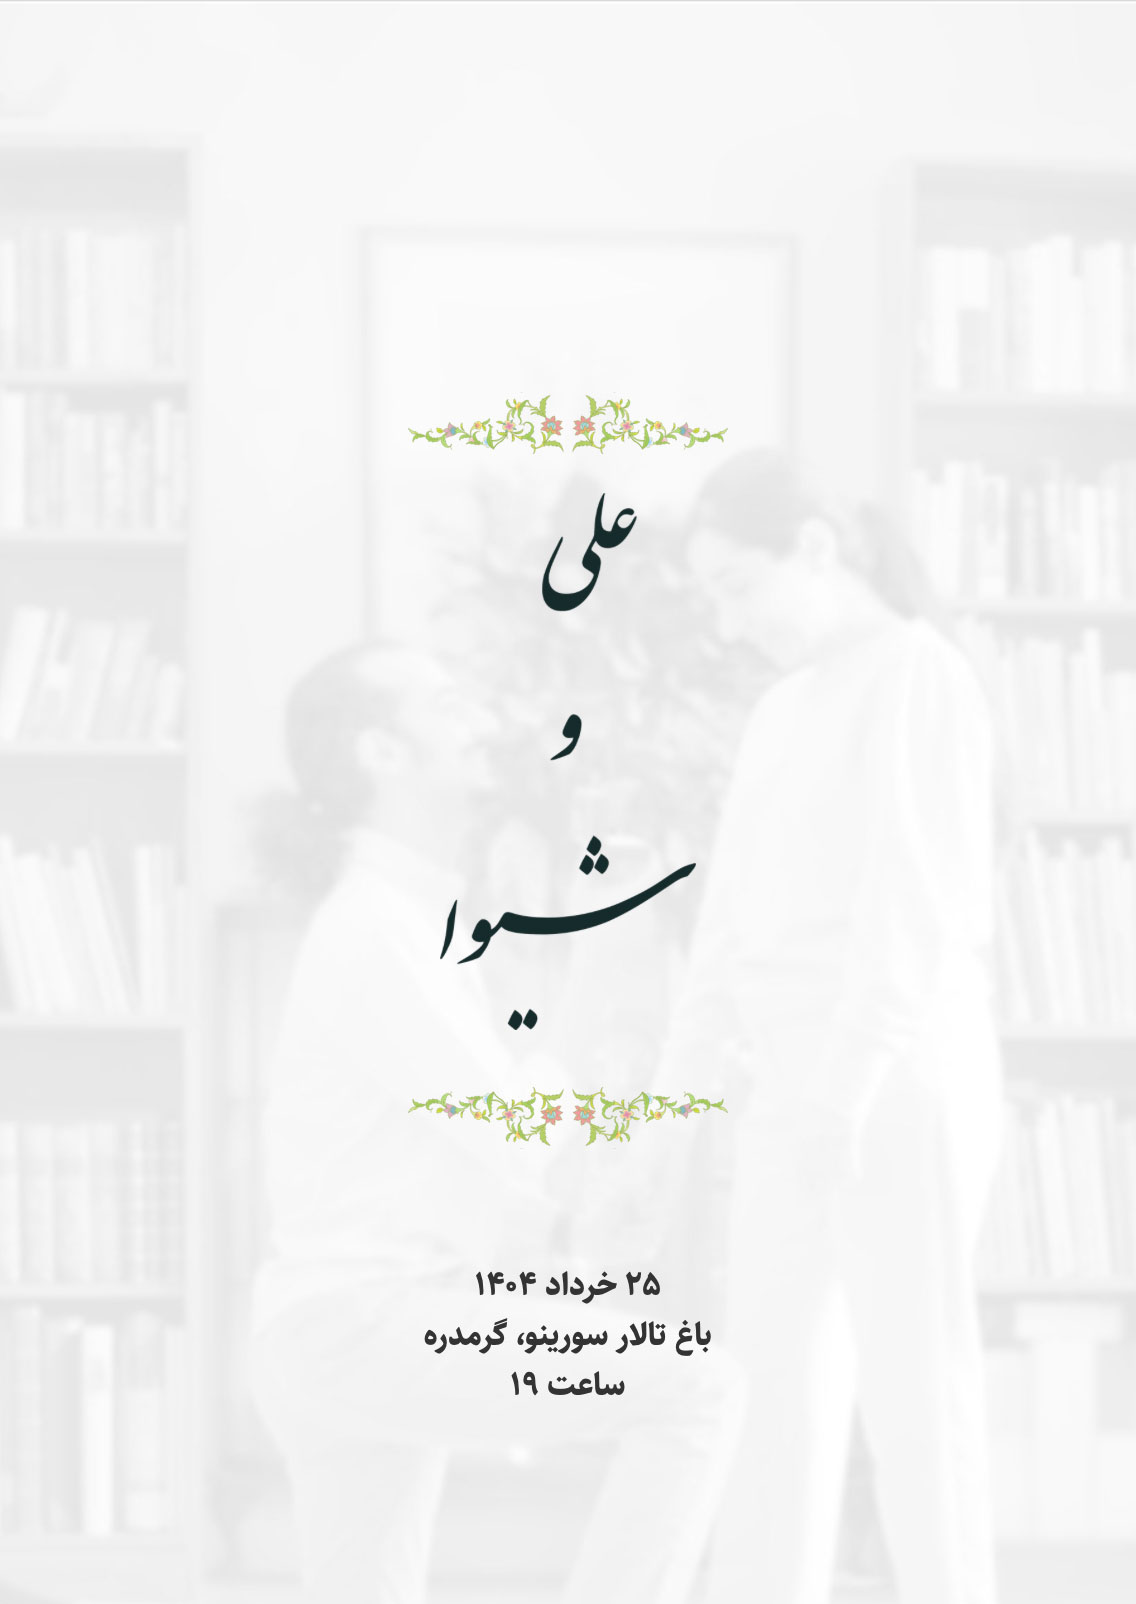 علی
و
شیوا
۲۵ خرداد ۱۴۰۴
باغ تالار سورینو، گرمدره
ساعت ۱۹